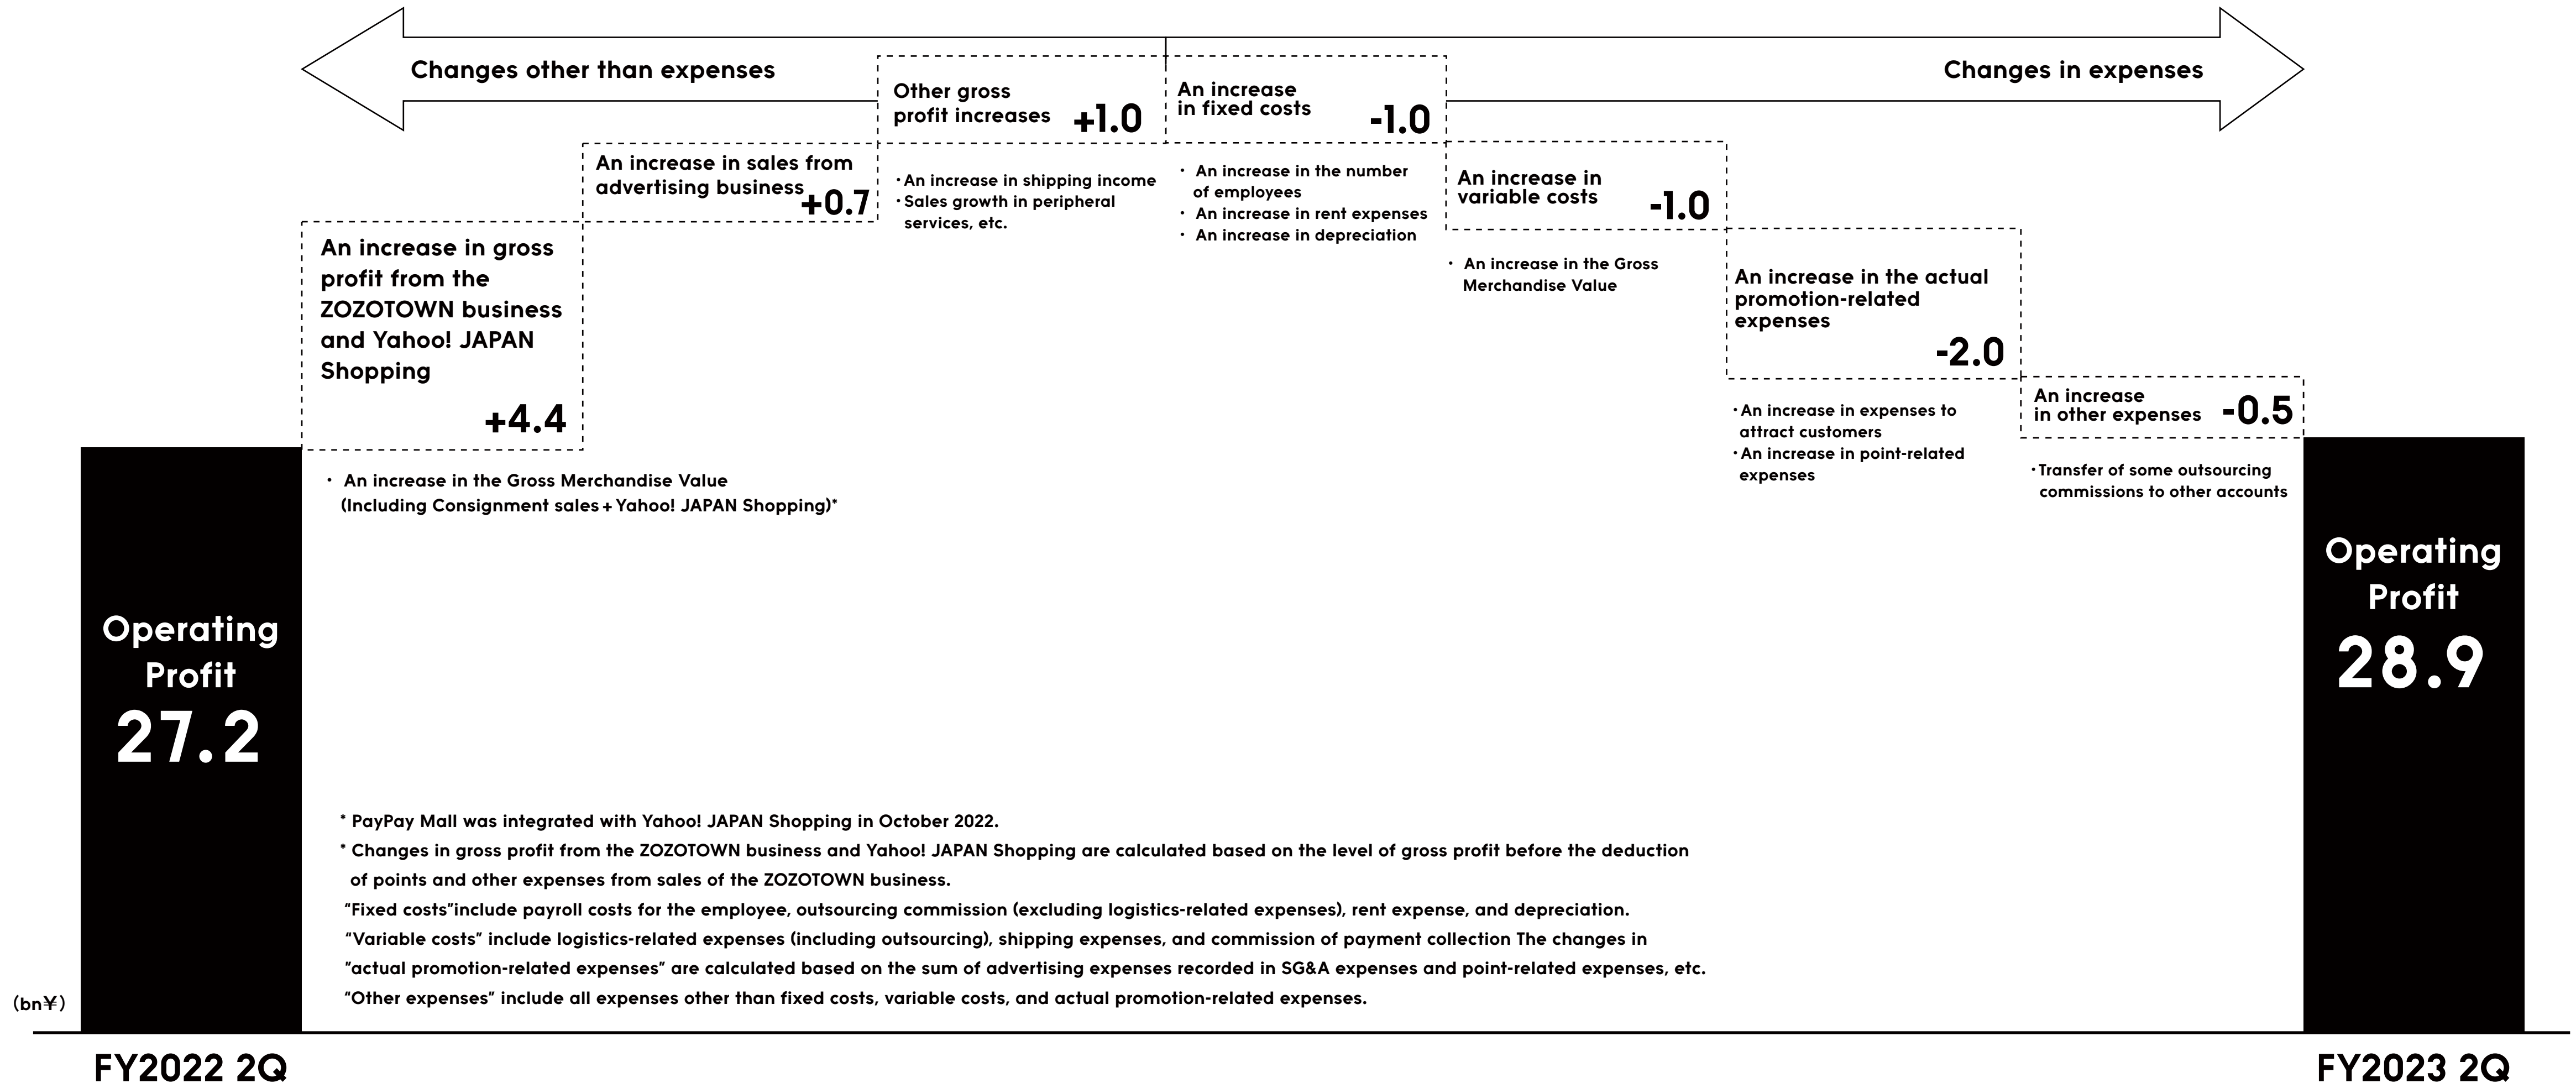 Changes other than expenses
Changes in expenses
Other gross
profit increases
+1.0
An increase
in fixed costs
-1.0
An increase in sales from
advertising business
+0.7
・An increase in shipping income
・Sales growth in peripheral
services, etc.
・ An increase in the number
of employees
・ An increase in rent expenses
・ An increase in depreciation
An increase in
variable costs
-1.0
・ An increase in the Gross
Merchandise Value
An increase in gross
profit from the
ZOZOTOWN business
and Yahoo! JAPAN
Shopping
+4.4
・ An increase in the Gross Merchandise Value
(Including Consignment sales+Yahoo! JAPAN Shopping)*
An increase in the actual
promotion-related
expenses
-2.0
・An increase in expenses to
attract customers
・An increase in point-related
expenses
An increase
in other expenses
-0.5
・Transfer of some outsourcing
commissions to other accounts
Operating
Profit
27.2
Operating
Profit
28.9
* PayPay Mall was integrated with Yahoo! JAPAN Shopping in October 2022.
* Changes in gross profit from the ZOZOTOWN business and Yahoo! JAPAN Shopping are calculated based on the level of gross profit before the deduction
of points and other expenses from sales of the ZOZOTOWN business.
“Fixed costs”include payroll costs for the employee, outsourcing commission (excluding logistics-related expenses), rent expense, and depreciation.
“Variable costs” include logistics-related expenses (including outsourcing), shipping expenses, and commission of payment collection The changes in
”actual promotion-related expenses” are calculated based on the sum of advertising expenses recorded in SG&A expenses and point-related expenses, etc.
“Other expenses” include all expenses other than fixed costs, variable costs, and actual promotion-related expenses.
(bn¥)
FY2022 2Q
FY2023 2Q